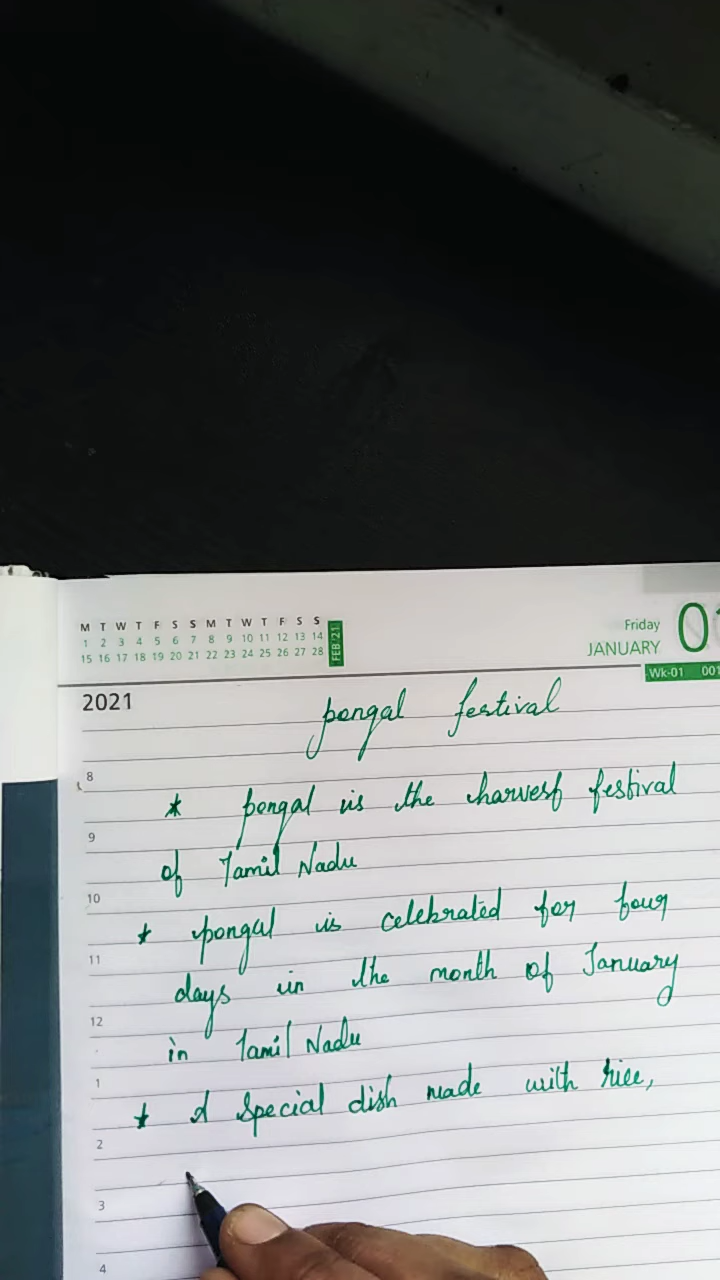 M T W T F S S M T W T F S S
1 2 3 4 5 6 7 8 9 10 11 12 13 14
15 16 17 18 19 20 21 22 23 24 25 26 27 28
FEB '21
Friday
JANUARY
01
Wk-01 001
2021
pongal festival
8
* pongal is the harvest festival
9
of Tamil Nadu
10
* pongal is celebrated for four
11
days in the month of January
12
in Tamil Nadu
1
* A Special dish made with rice,
2
3
4